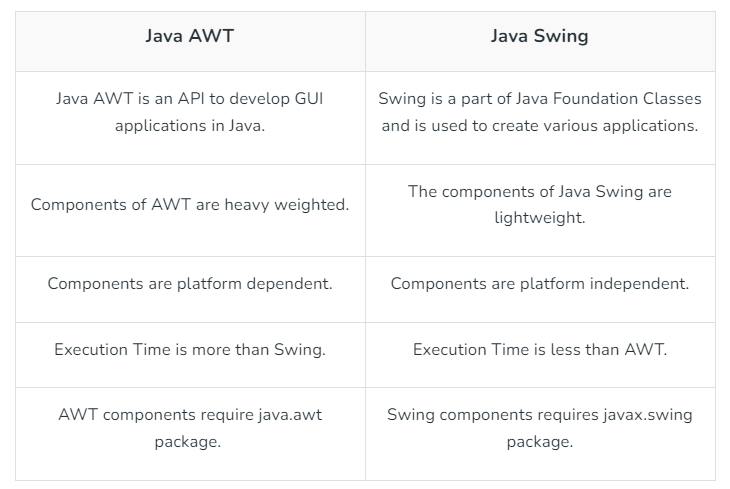 Java AWT
Java Swing
Java AWT is an API to develop GUI
applications in Java.
Swing is a part of Java Foundation Classes
and is used to create various applications.
Components of AWT are heavy weighted.
The components of Java Swing are
lightweight.
Components are platform dependent.
Components are platform independent.
Execution Time is more than Swing.
Execution Time is less than AWT.
AWT components require java.awt
package.
Swing components requires javax.swing
package.